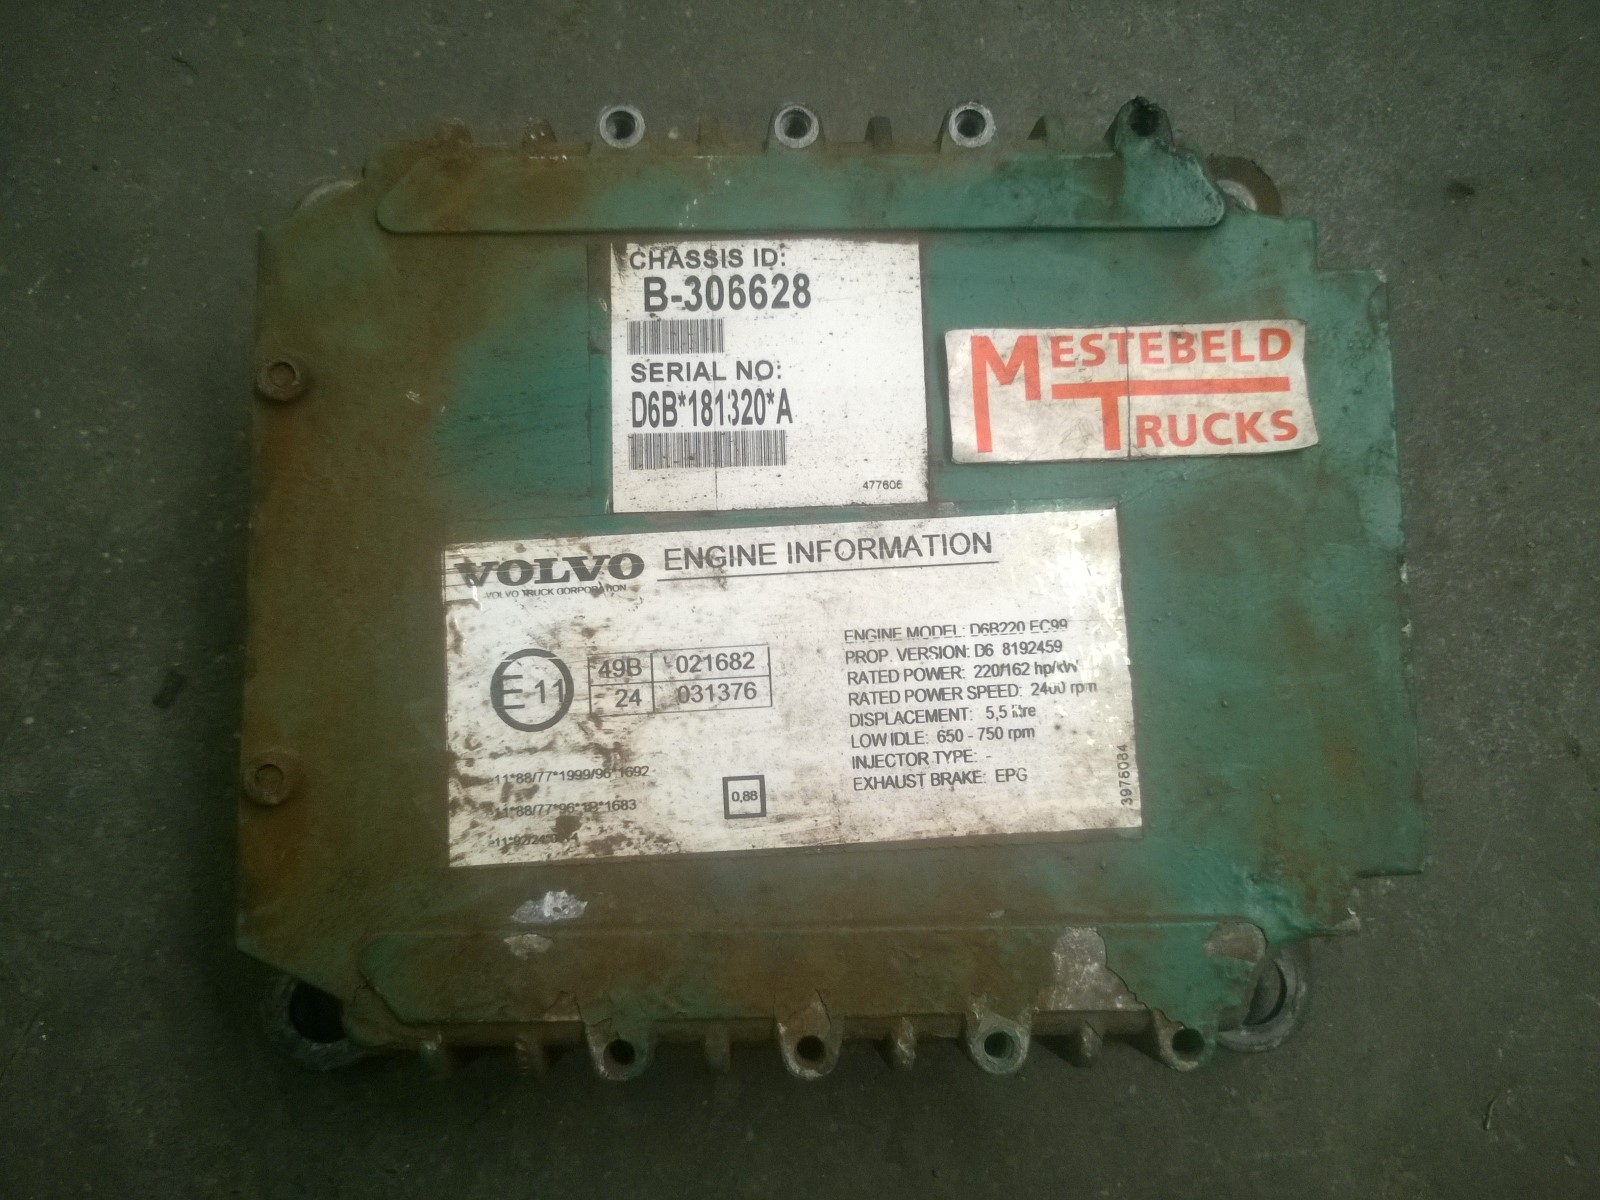 CHASSIS ID:
B-306628
SERIAL NO:
D6B*181320*A
477606
MESTEBELD
TRUCKS
VOLVO
VOLVO TRUCK CORPORATION
ENGINE INFORMATION
E-11
49B 021682
24 031376
11*88/77*1999/96*1692
11*88/77*96*1B*1683
0,88
ENGINE MODEL: D6B220 EC99
PROP. VERSION: D6 8192459
RATED POWER: 220/162 hp/kW
RATED POWER SPEED: 2400 rpm
DISPLACEMENT: 5,5 litre
LOW IDLE: 650 - 750 rpm
INJECTOR TYPE: -
EXHAUST BRAKE: EPG
3978084